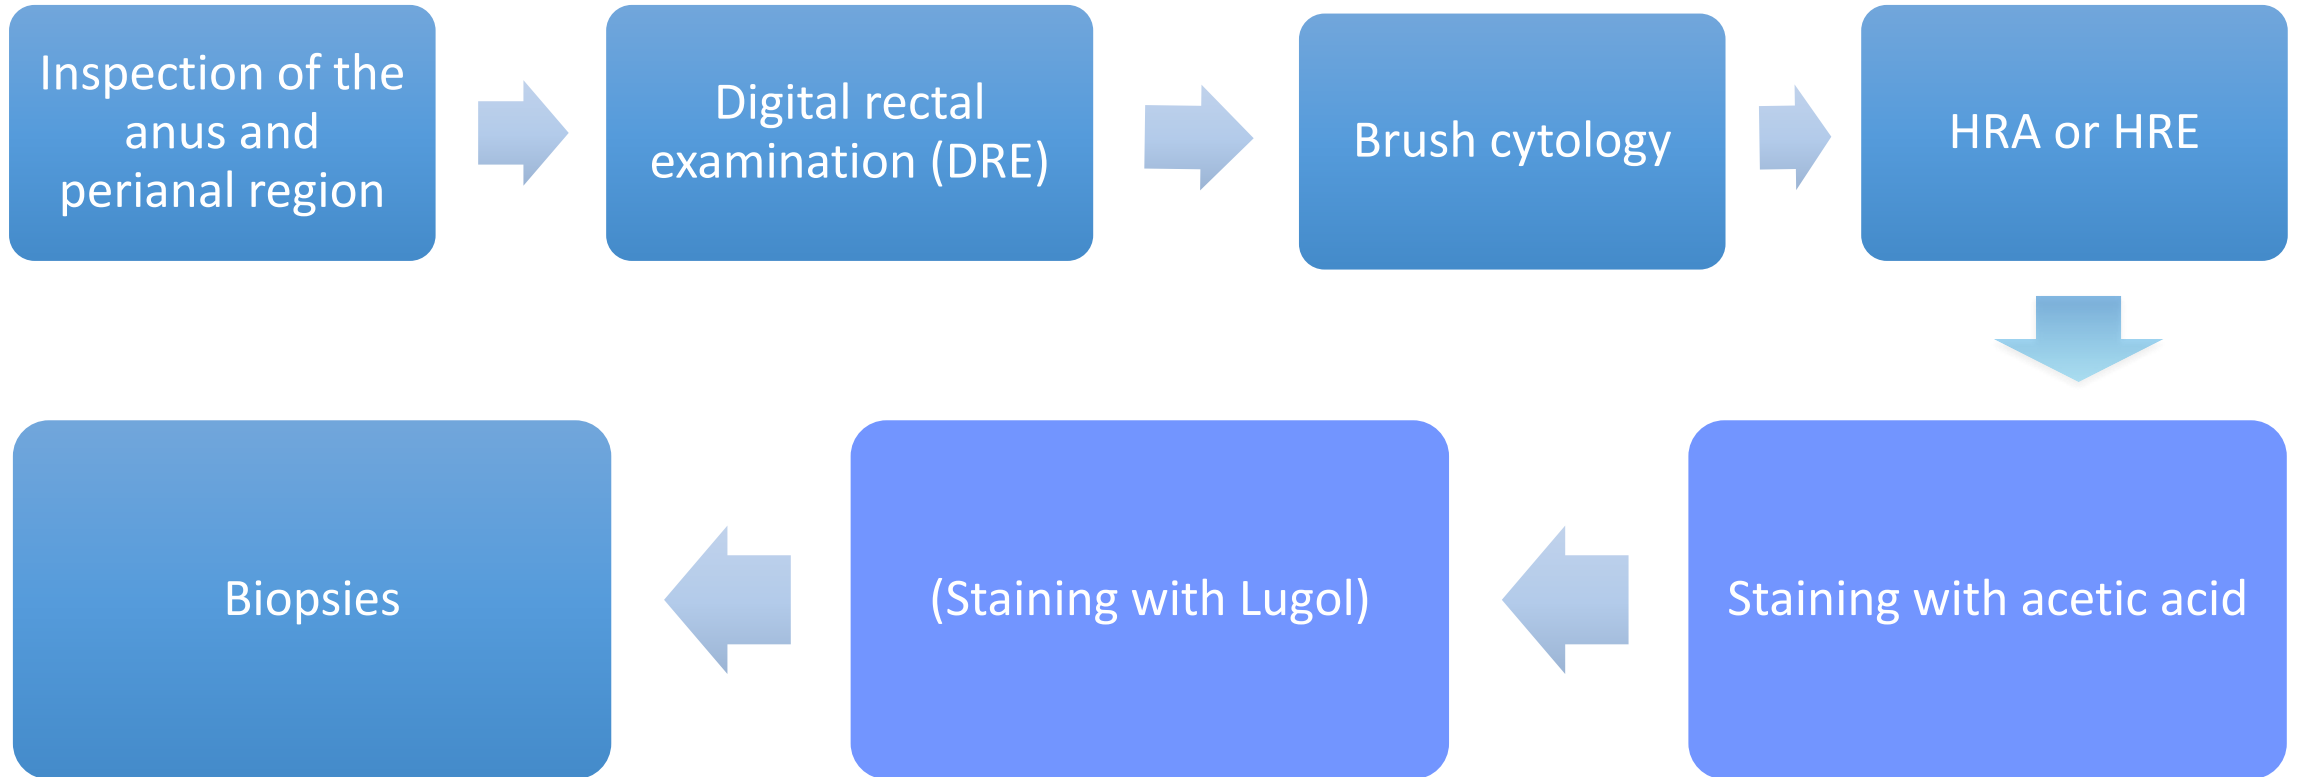 Inspection of the
anus and
perianal region
Digital rectal
examination (DRE)
Brush cytology
HRA or HRE
Staining with acetic acid
(Staining with Lugol)
Biopsies